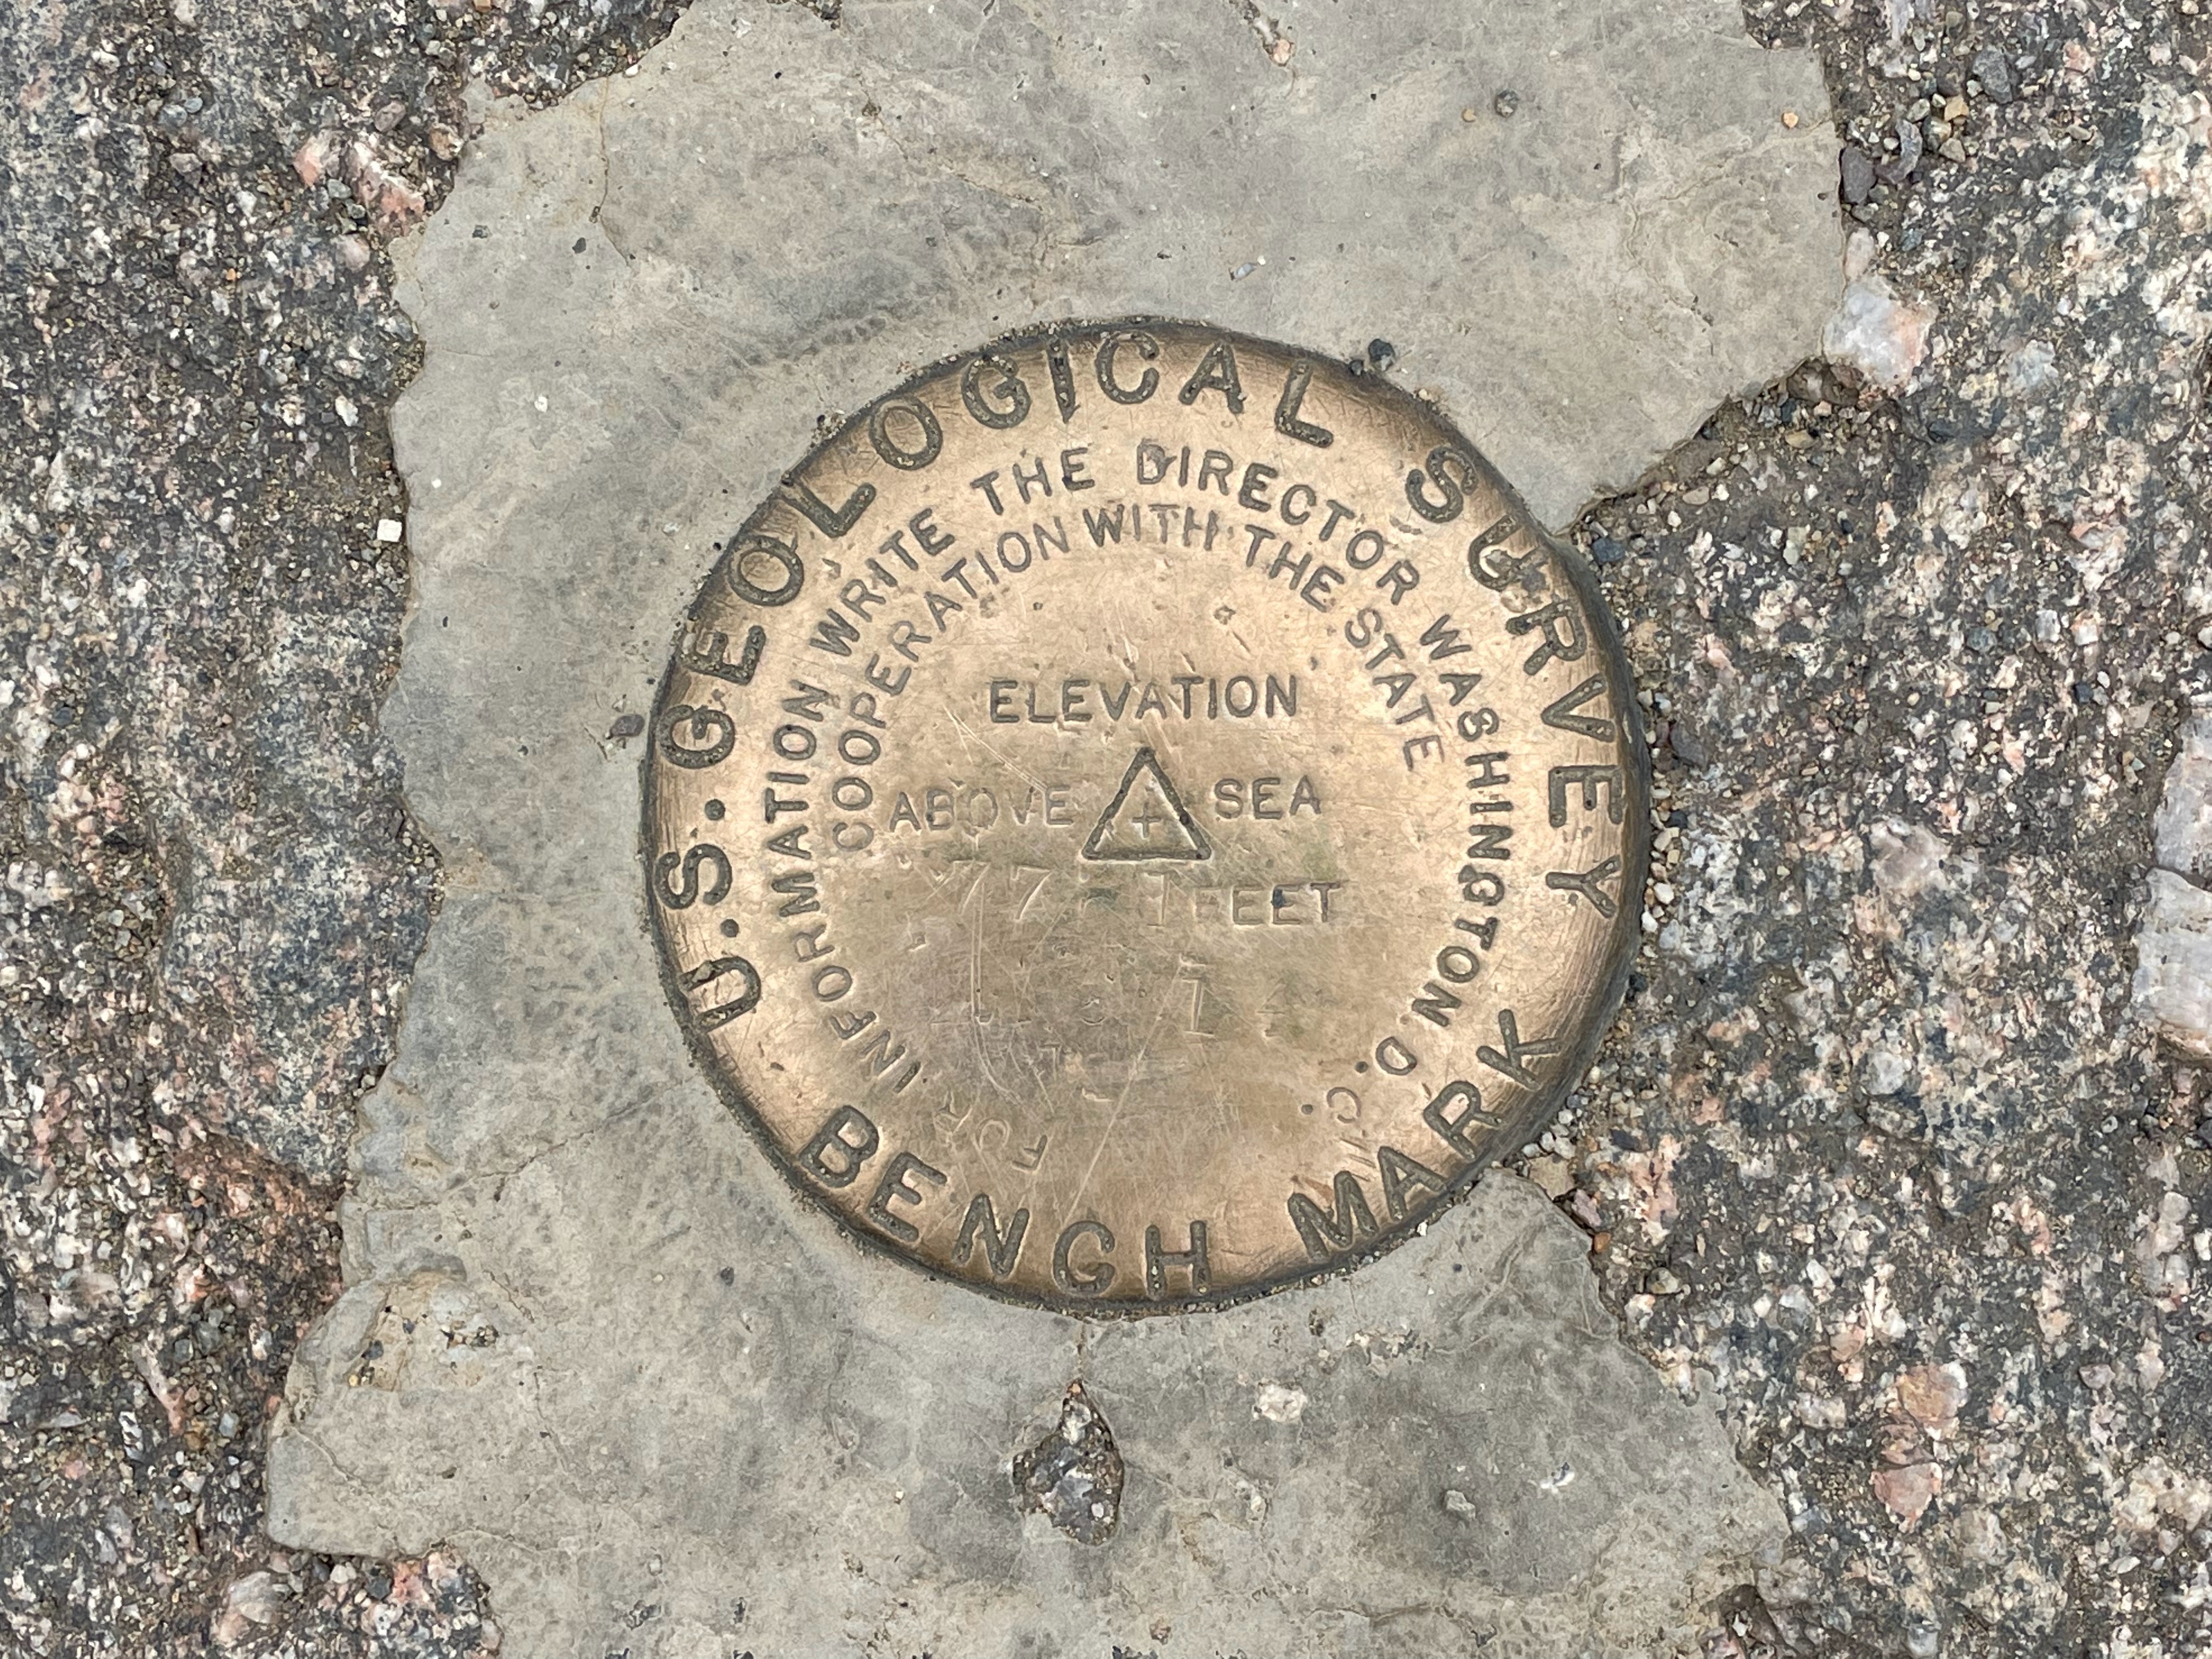 U.S. GEOLOGICAL SURVEY
INFORMATION WRITE THE DIRECTOR WASHINGTON D.C.
COOPERATION WITH THE STATE
ELEVATION
ABOVE SEA
FEET
BENCH MARK